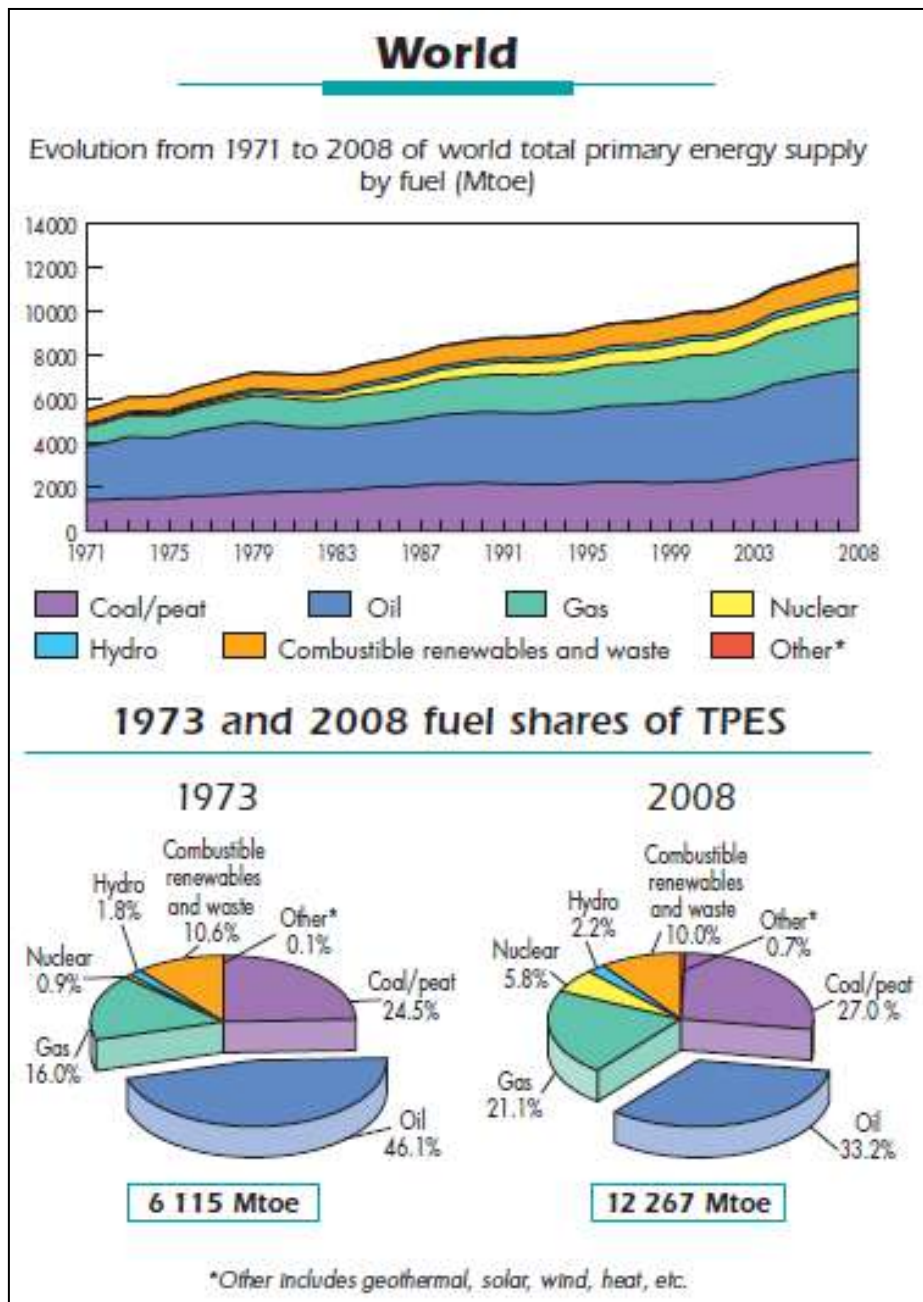 World
Evolution from 1971 to 2008 of world total primary energy supply
by fuel (Mtoe)
14000
12000
10000
8000
6000
4000
2000
0
1971 1975 1979 1983 1987 1991 1995 1999 2003 2008
Coal/peat Oil Gas Nuclear
Hydro Combustible renewables and waste Other*
1973 and 2008 fuel shares of TPES
1973
Combustible
renewables
and waste
10.6%
Hydro
1.8%
Other*
0.1%
Nuclear
0.9%
Coal/peat
24.5%
Gas
16.0%
Oil
46.1%
6 115 Mtoe
2008
Combustible
renewables
and waste
10.0%
Hydro
2.2%
Other*
0.7%
Nuclear
5.8%
Coal/peat
27.0 %
Gas
21.1%
Oil
33.2%
12 267 Mtoe
*Other includes geothermal, solar, wind, heat, etc.